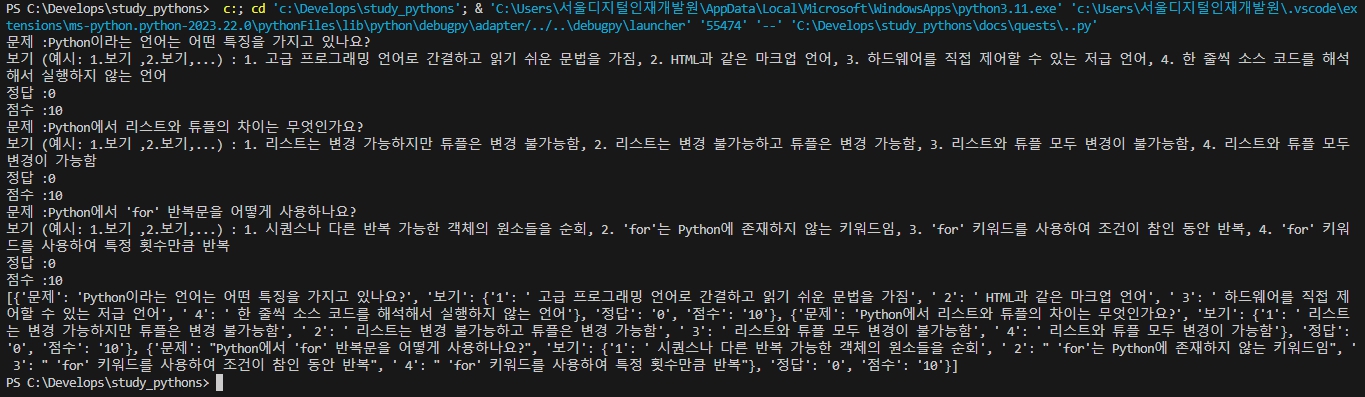 PS C:\Develops\study_pythons>  c:; cd 'c:\Develops\study_pythons'; & 'C:\Users\서울디지털인재개발원\AppData\Local\Microsoft\WindowsApps\python3.11.exe' 'c:\Users\서울디지털인재개발원\.vscode\ex
tensions\ms-python.python-2023.22.0\pythonFiles\lib\python\debugpy\adapter/../..\debugpy\launcher' '55474' '--' 'C:\Develops\study_pythons\docs\quests\..py'
문제 :Python이라는 언어는 어떤 특징을 가지고 있나요?
보기 (예시: 1.보기 ,2.보기,...) : 1. 고급 프로그래밍 언어로 간결하고 읽기 쉬운 문법을 가짐, 2. HTML과 같은 마크업 언어, 3. 하드웨어를 직접 제어할 수 있는 저급 언어, 4. 한 줄씩 소스 코드를 해석
해서 실행하지 않는 언어
정답 :0
점수 :10
문제 :Python에서 리스트와 튜플의 차이는 무엇인가요?
보기 (예시: 1.보기 ,2.보기,...) : 1. 리스트는 변경 가능하지만 튜플은 변경 불가능함, 2. 리스트는 변경 불가능하고 튜플은 변경 가능함, 3. 리스트와 튜플 모두 변경이 불가능함, 4. 리스트와 튜플 모두
변경이 가능함
정답 :0
점수 :10
문제 :Python에서 'for' 반복문을 어떻게 사용하나요?
보기 (예시: 1.보기 ,2.보기,...) : 1. 시퀀스나 다른 반복 가능한 객체의 원소들을 순회, 2. 'for'는 Python에 존재하지 않는 키워드임, 3. 'for' 키워드를 사용하여 조건이 참인 동안 반복, 4. 'for' 키워
드를 사용하여 특정 횟수만큼 반복
정답 :0
점수 :10
[{'문제': 'Python이라는 언어는 어떤 특징을 가지고 있나요?', '보기': {'1': ' 고급 프로그래밍 언어로 간결하고 읽기 쉬운 문법을 가짐', ' 2': ' HTML과 같은 마크업 언어', ' 3': ' 하드웨어를 직접 제
어할 수 있는 저급 언어', ' 4': ' 한 줄씩 소스 코드를 해석해서 실행하지 않는 언어'}, '정답': '0', '점수': '10'}, {'문제': 'Python에서 리스트와 튜플의 차이는 무엇인가요?', '보기': {'1': ' 리스트
는 변경 가능하지만 튜플은 변경 불가능함', ' 2': ' 리스트는 변경 불가능하고 튜플은 변경 가능함', ' 3': ' 리스트와 튜플 모두 변경이 불가능함', ' 4': ' 리스트와 튜플 모두 변경이 가능함'}, '정답':
'0', '점수': '10'}, {'문제': "Python에서 'for' 반복문을 어떻게 사용하나요?", '보기': {'1': ' 시퀀스나 다른 반복 가능한 객체의 원소들을 순회', ' 2': " 'for'는 Python에 존재하지 않는 키워드임", '
 3': " 'for' 키워드를 사용하여 조건이 참인 동안 반복", ' 4': " 'for' 키워드를 사용하여 특정 횟수만큼 반복"}, '정답': '0', '점수': '10'}]
PS C:\Develops\study_pythons>